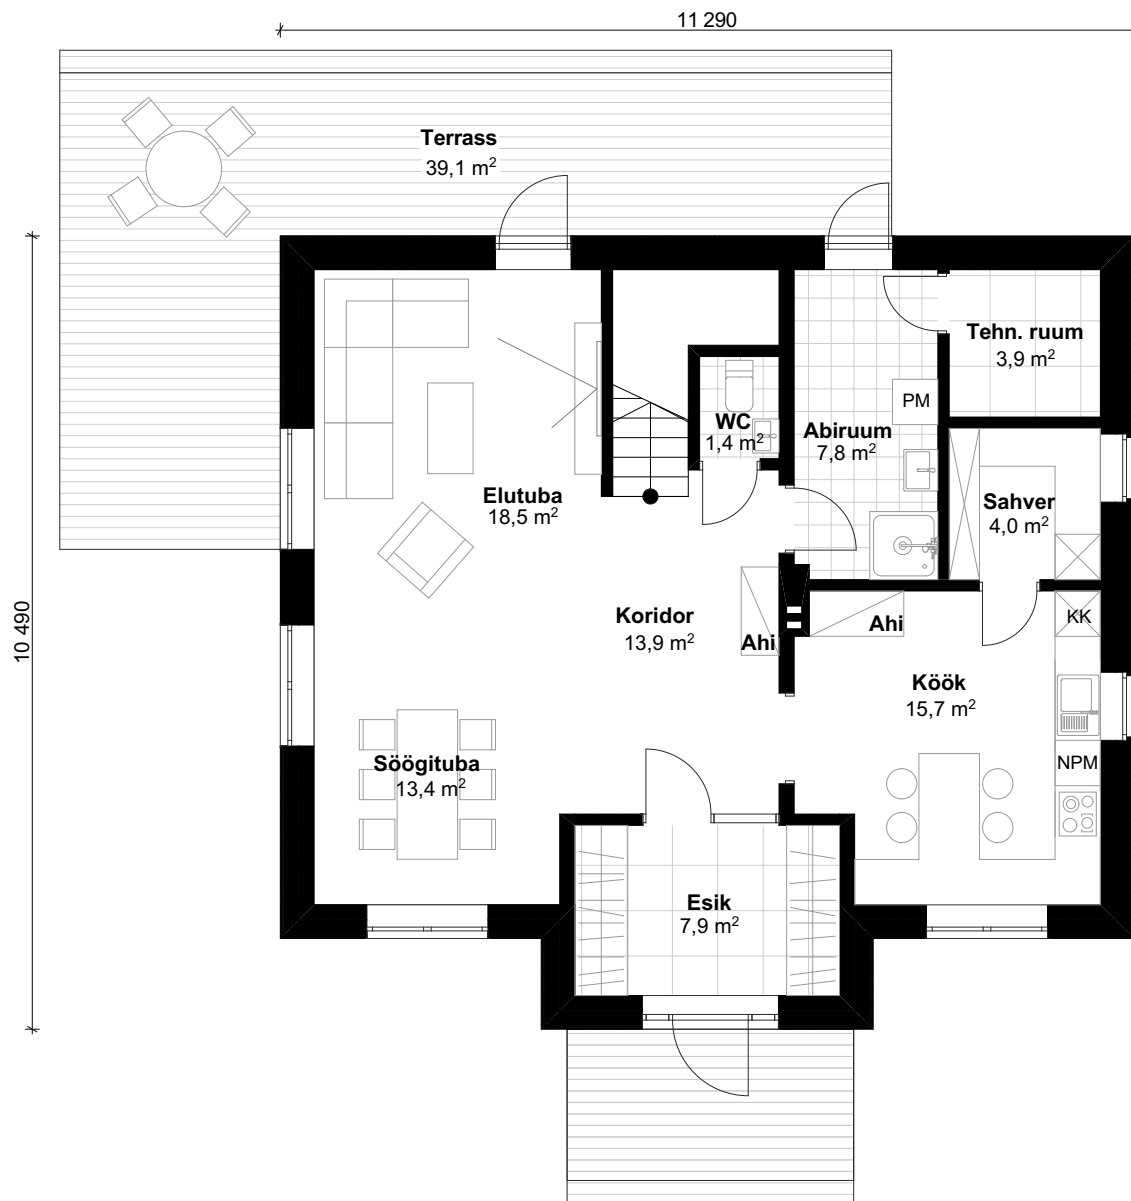 11 290
Terrass
39,1 m²
Tehn. ruum
3,9 m²
PM
WC
1,4 m²
Abiruum
7,8 m²
Elutuba
18,5 m²
Sahver
4,0 m²
10 490
Koridor
13,9 m²
Ahi
Ahi
KK
Köök
15,7 m²
Söögituba
13,4 m²
NPM
Esik
7,9 m²